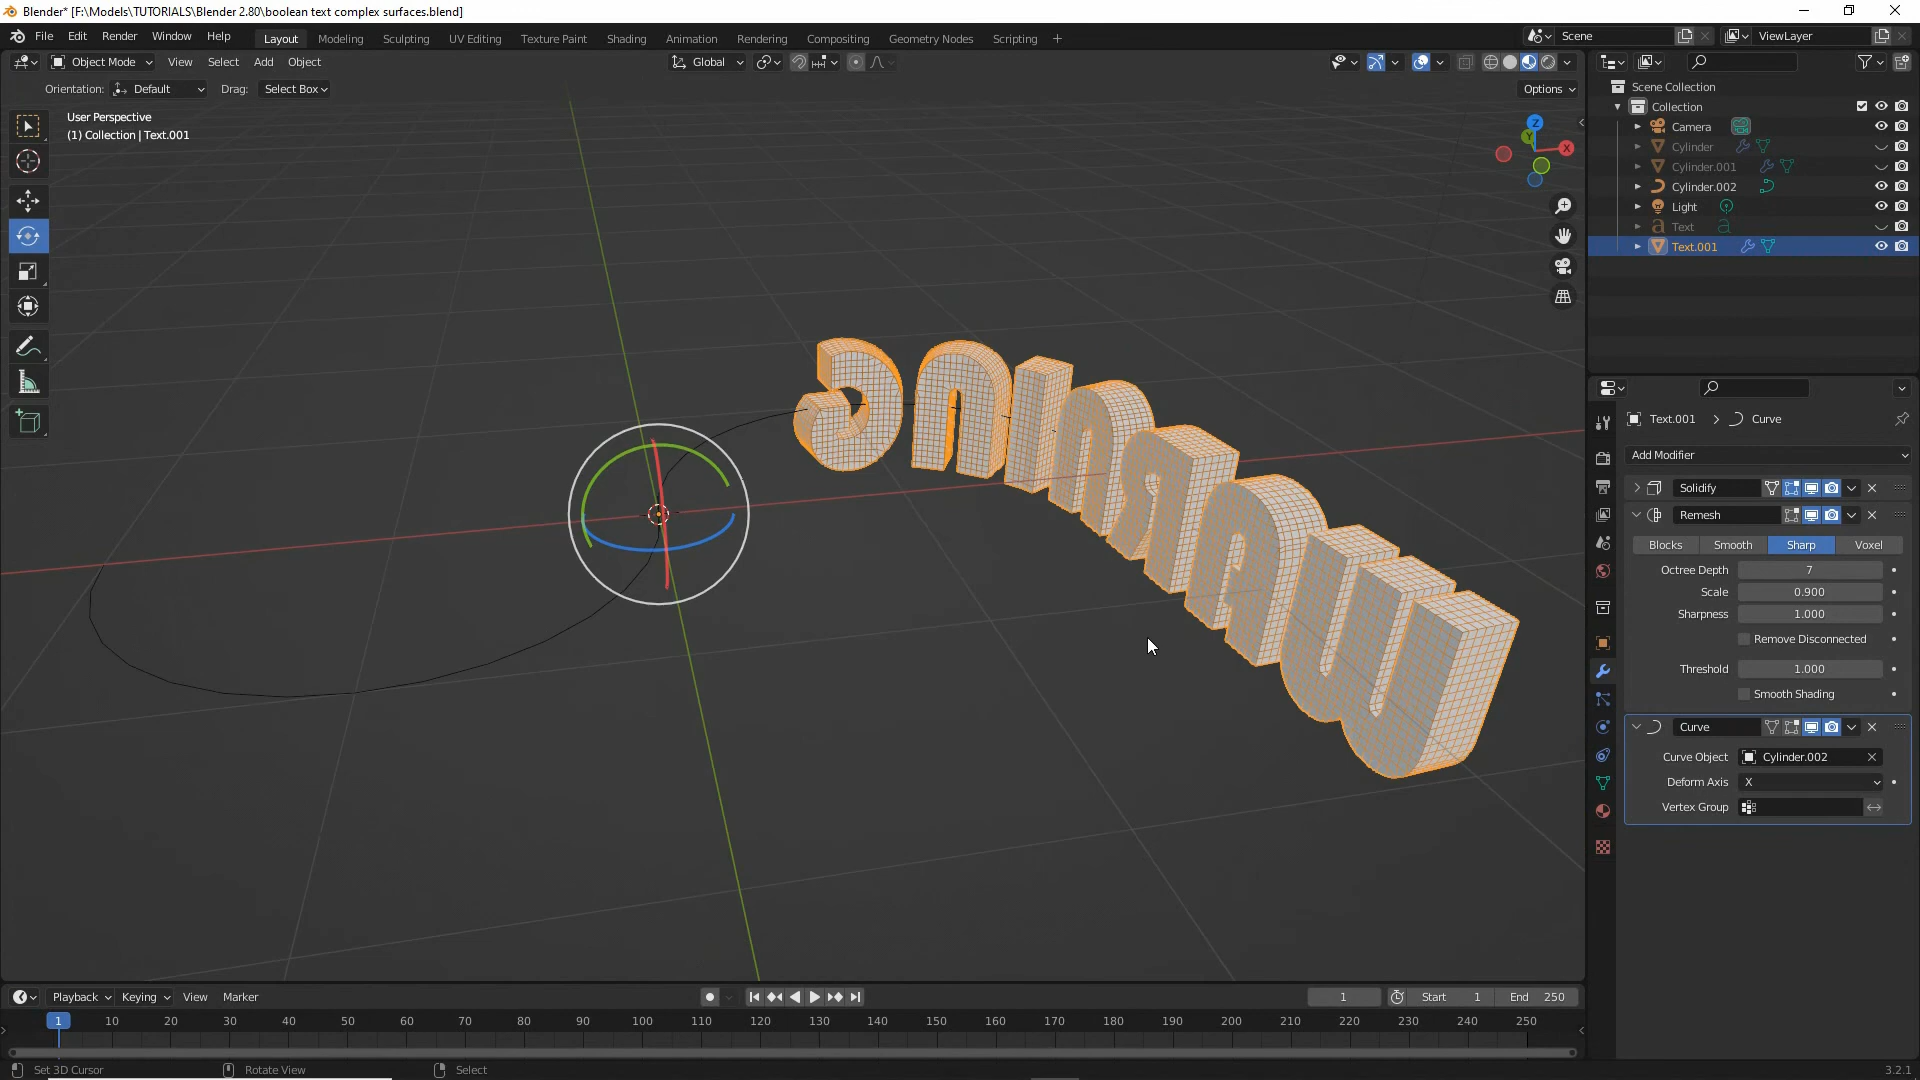 Blender* [F:\Models\TUTORIALS\Blender 2.80\boolean text complex surfaces.blend]
File Edit Render Window Help Layout Modeling Sculpting UV Editing Texture Paint Shading Animation Rendering Compositing Geometry Nodes Scripting + Scene ViewLayer
Object Mode View Select Add Object Global
Orientation: Default Drag: Select Box Options
User Perspective
(1) Collection | Text.001
Z
Y
X
WARNING
Scene Collection
Collection
Camera
Cylinder
Cylinder.001
Cylinder.002
Light
Text
Text.001
Text.001 > Curve
Add Modifier
Solidify
Remesh
Blocks Smooth Sharp Voxel
Octree Depth 7
Scale 0.900
Sharpness 1.000
Remove Disconnected
Threshold 1.000
Smooth Shading
Curve
Curve Object Cylinder.002
Deform Axis X
Vertex Group
Playback Keying View Marker 1 Start 1 End 250
1 10 20 30 40 50 60 70 80 90 100 110 120 130 140 150 160 170 180 190 200 210 220 230 240 250
Set 3D Cursor Rotate View Select 3.2.1